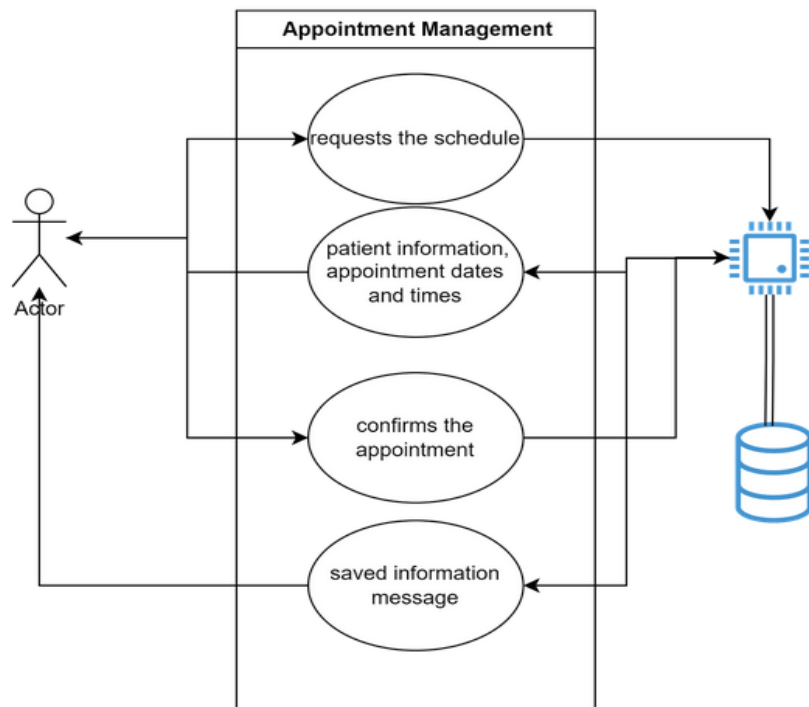 Appointment Management
requests the schedule
patient information,
appointment dates
and times
Actor
confirms the
appointment
saved information
message